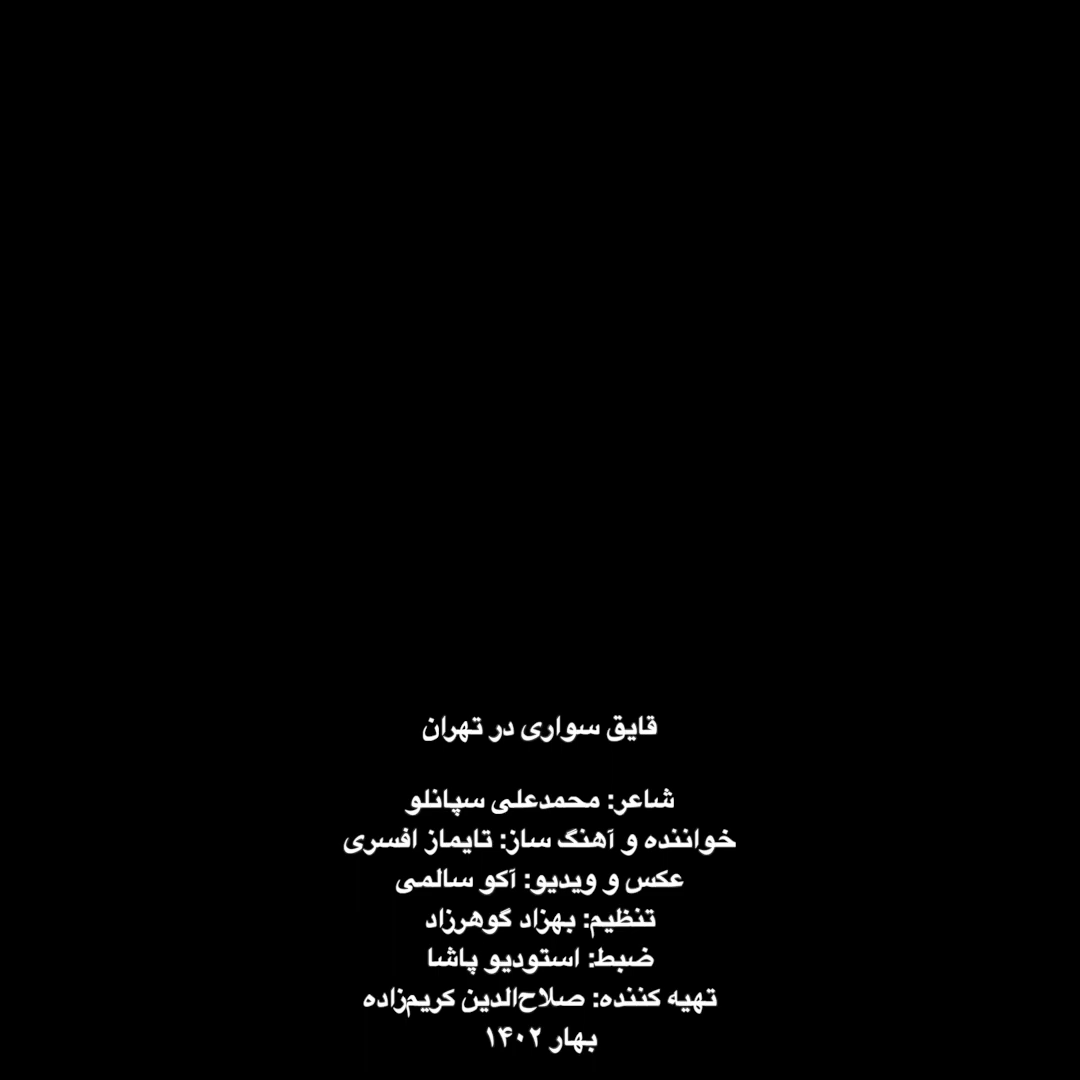 قایق سواری در تهران
شاعر: محمدعلی سپانلو
خواننده و آهنگ ساز: تایماز افسری
عکس و ویدیو: آکو سالمی
تنظیم: بهزاد گوهرزاد
ضبط: استودیو پاشا
تهیه کننده: صلاح‌الدین کریم‌زاده
بهار ۱۴۰۲